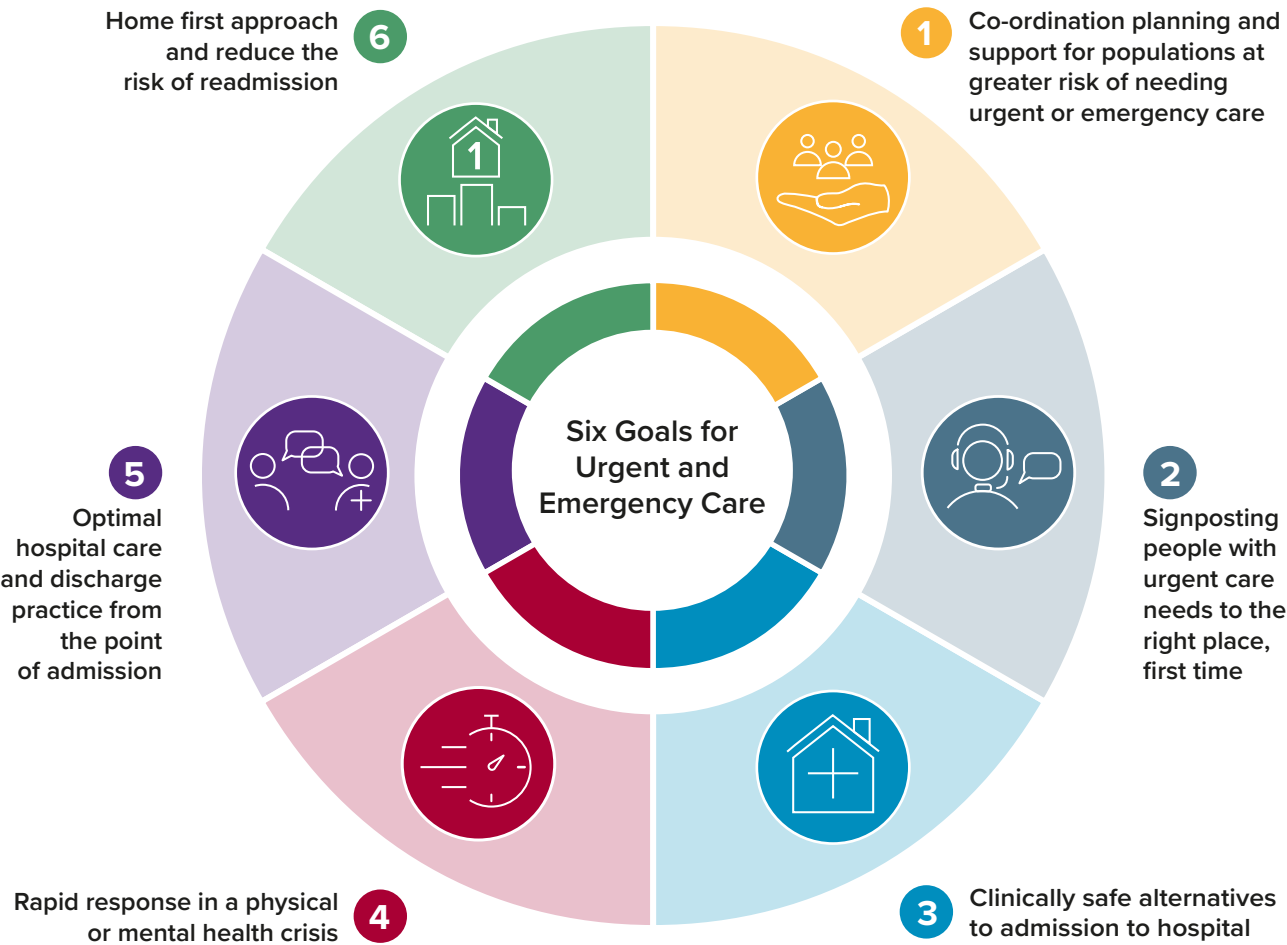 Six Goals for
Urgent and
Emergency Care
1
Co-ordination planning and
support for populations at
greater risk of needing
urgent or emergency care
2
Signposting
people with
urgent care
needs to the
right place,
first time
3
Clinically safe alternatives
to admission to hospital
4
Rapid response in a physical
or mental health crisis
5
Optimal
hospital care
and discharge
practice from
the point
of admission
6
Home first approach
and reduce the
risk of readmission
1